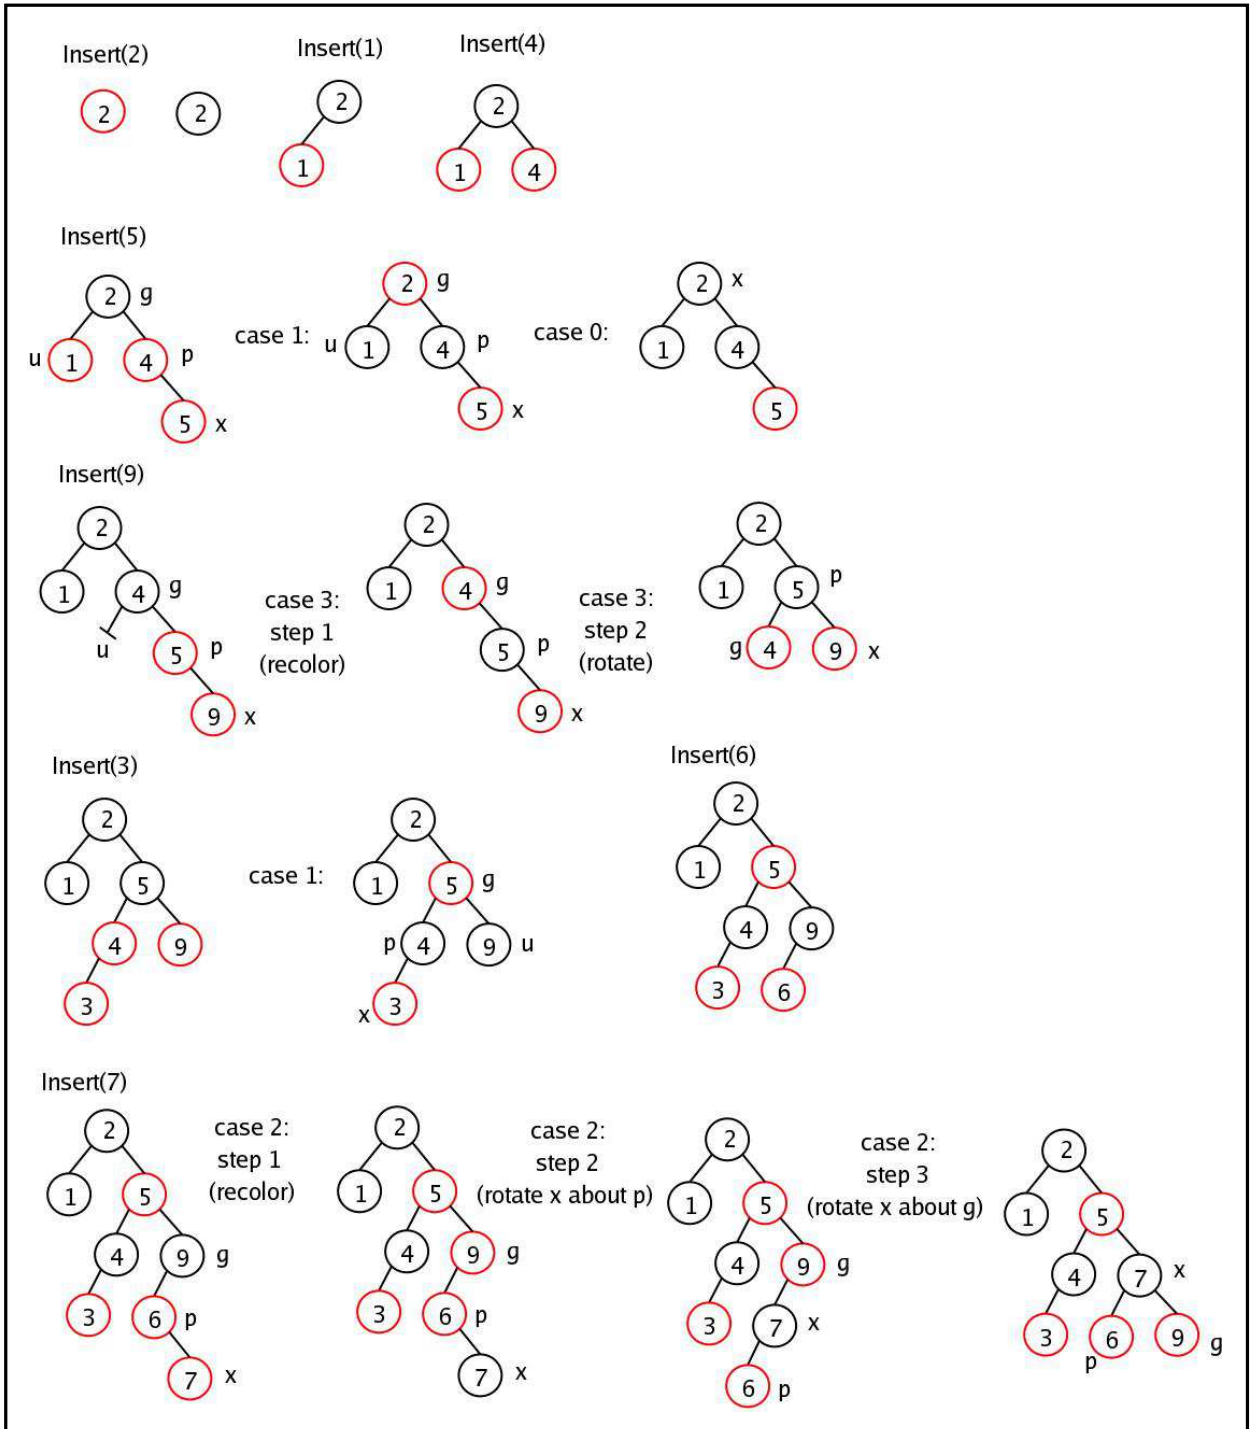 Insert(2)
Insert(1)
Insert(4)
2
2
2
1
2
1 4
Insert(5)
2 g
u 1 4 p
5 x
case 1:
2 g
u 1 4 p
5 x
case 0:
2 x
1 4
5
Insert(9)
2
1 4 g
u 5 p
9 x
case 3:
step 1
(recolor)
2
1 4 g
5 p
9 x
case 3:
step 2
(rotate)
2
1 5 p
g 4 9 x
Insert(3)
2
1 5
4 9
3
case 1:
2
1 5 g
p 4 9 u
x 3
Insert(6)
2
1 5
4 9
3 6
Insert(7)
2
1 5
4 9 g
3 6 p
7 x
case 2:
step 1
(recolor)
2
1 5
4 9 g
3 6 p
7 x
case 2:
step 2
(rotate x about p)
2
1 5
4 9 g
3 7 x
6 p
case 2:
step 3
(rotate x about g)
2
1 5
4 7 x
3 6 9 g
p